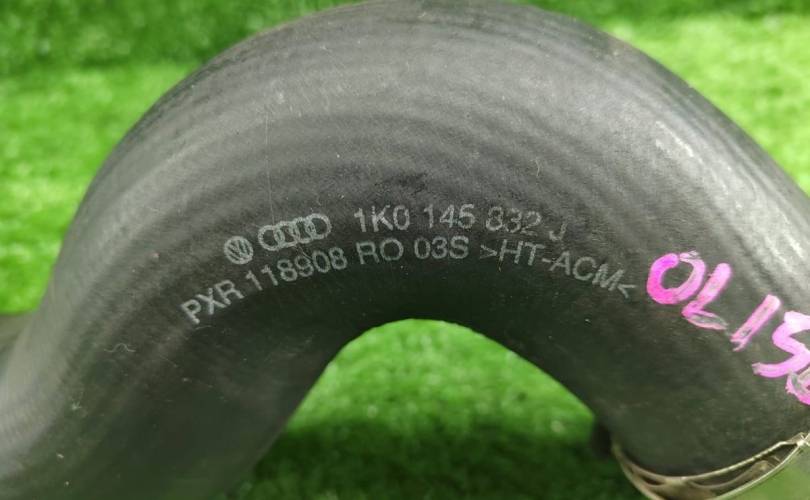 1K0 145 832 J
PXR 118908 RO 03S >HT-ACM<